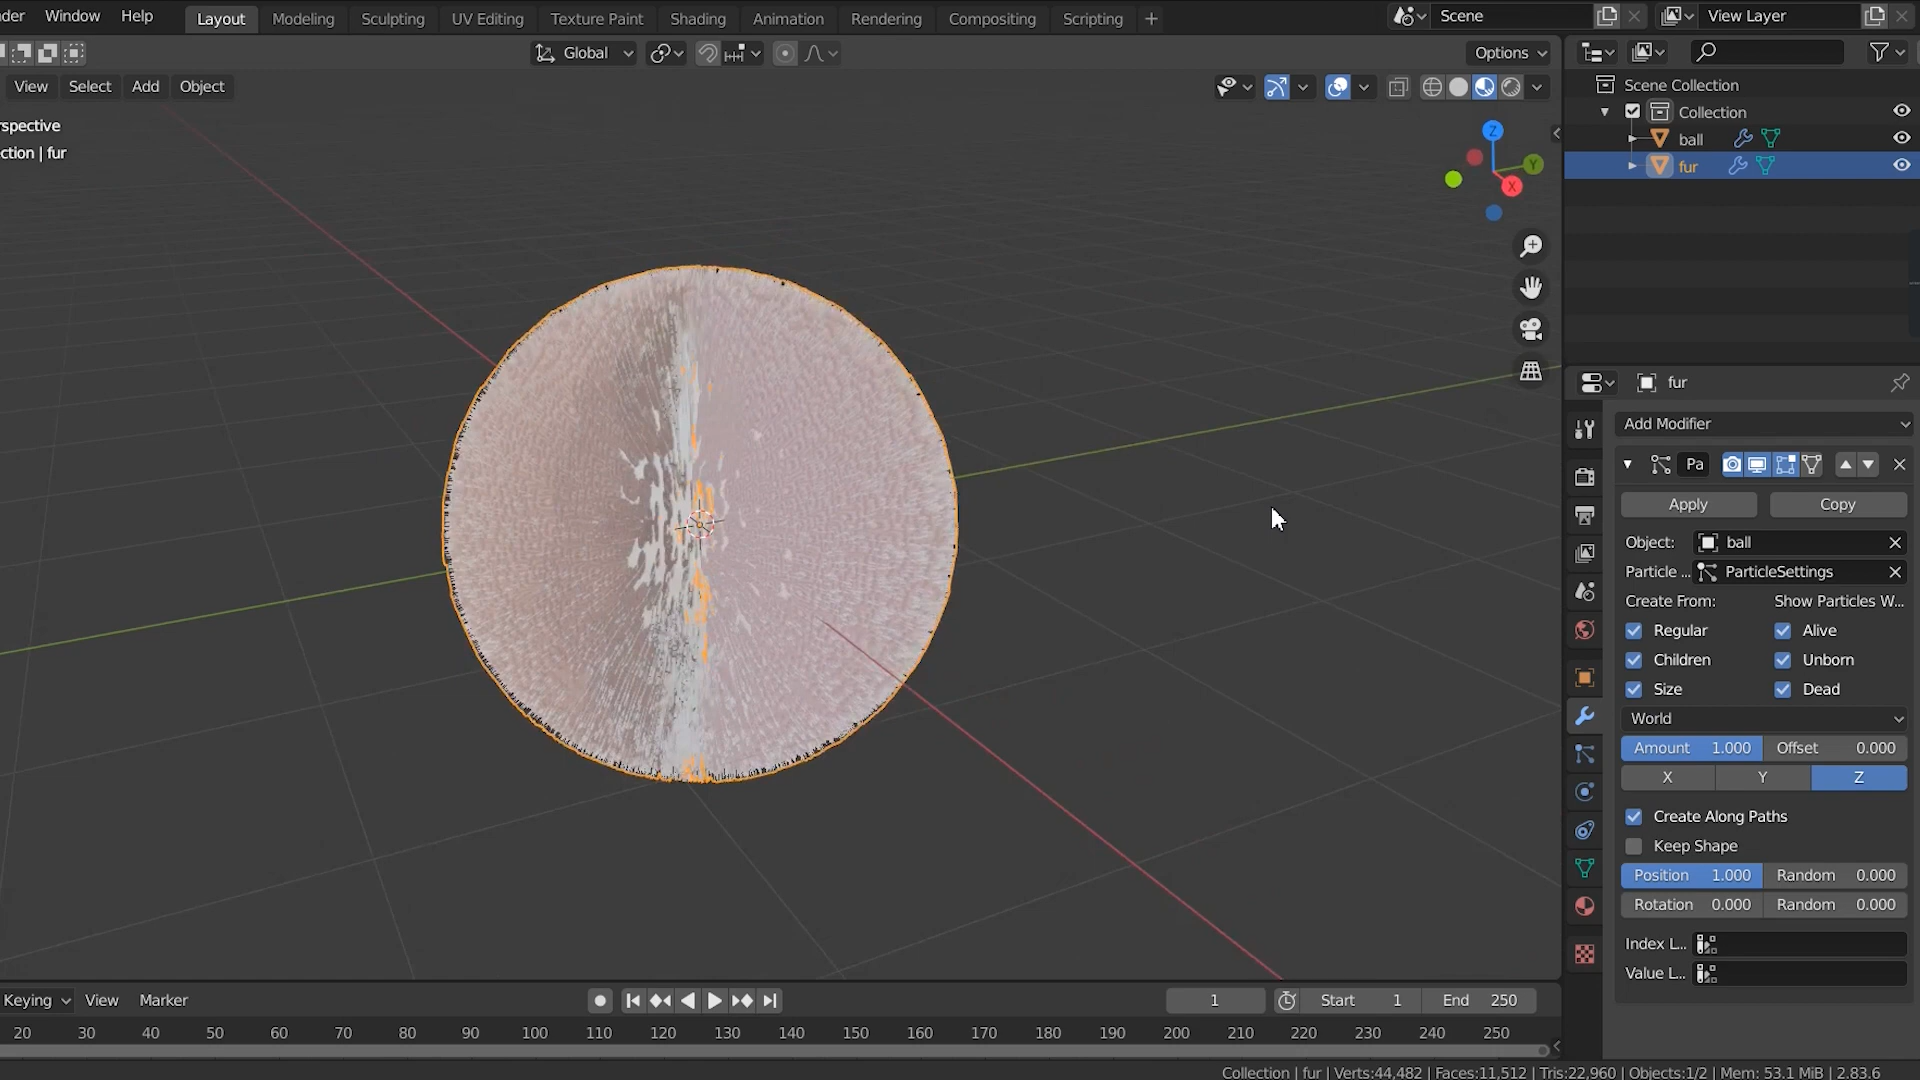 der Window Help Layout Modeling Sculpting UV Editing Texture Paint Shading Animation Rendering Compositing Scripting + Scene View Layer
Global Options
View Select Add Object
rspective
ction | fur
Z
Y
X
Scene Collection
Collection
ball
fur
fur
Add Modifier
Pa
Apply Copy
Object: ball
Particle ... ParticleSettings
Create From: Show Particles W...
Regular Alive
Children Unborn
Size Dead
World
Amount 1.000 Offset 0.000
X Y Z
Create Along Paths
Keep Shape
Position 1.000 Random 0.000
Rotation 0.000 Random 0.000
Index L...
Value L...
Keying View Marker 1 Start 1 End 250
20 30 40 50 60 70 80 90 100 110 120 130 140 150 160 170 180 190 200 210 220 230 240 250
Collection | fur | Verts:44,482 | Faces:11,512 | Tris:22,960 | Objects:1/2 | Mem: 53.1 MiB | 2.83.6